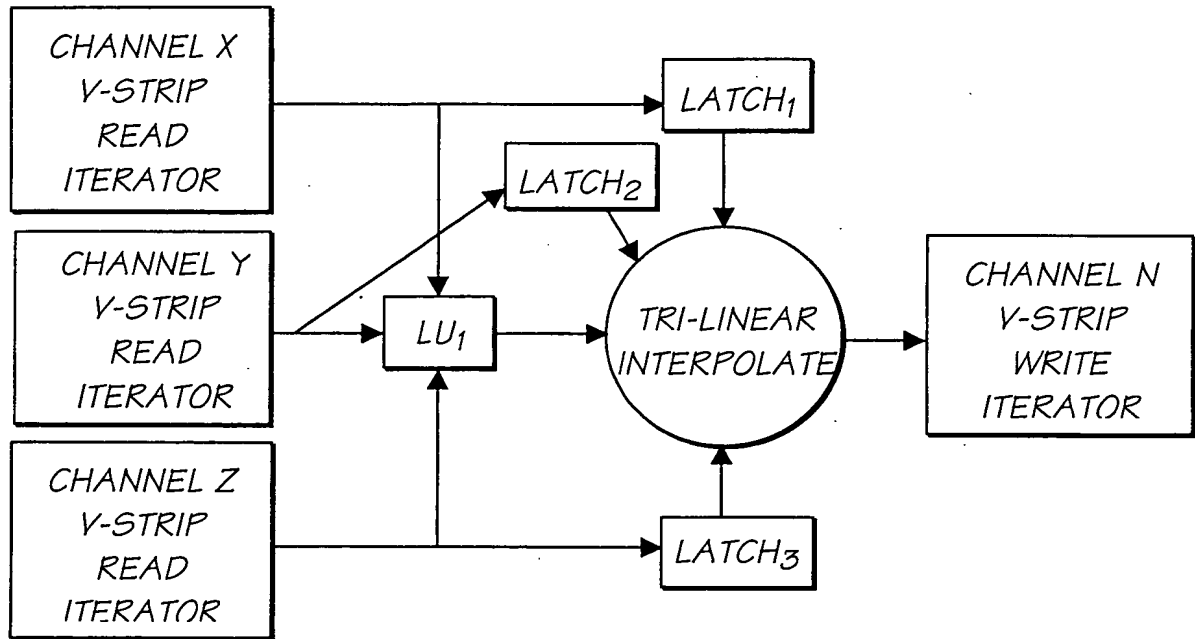 CHANNEL X
V-STRIP
READ
ITERATOR
LATCH1
LATCH2
CHANNEL Y
V-STRIP
READ
ITERATOR
LU1
TRI-LINEAR
INTERPOLATE
CHANNEL N
V-STRIP
WRITE
ITERATOR
CHANNEL Z
V-STRIP
READ
ITERATOR
LATCH3